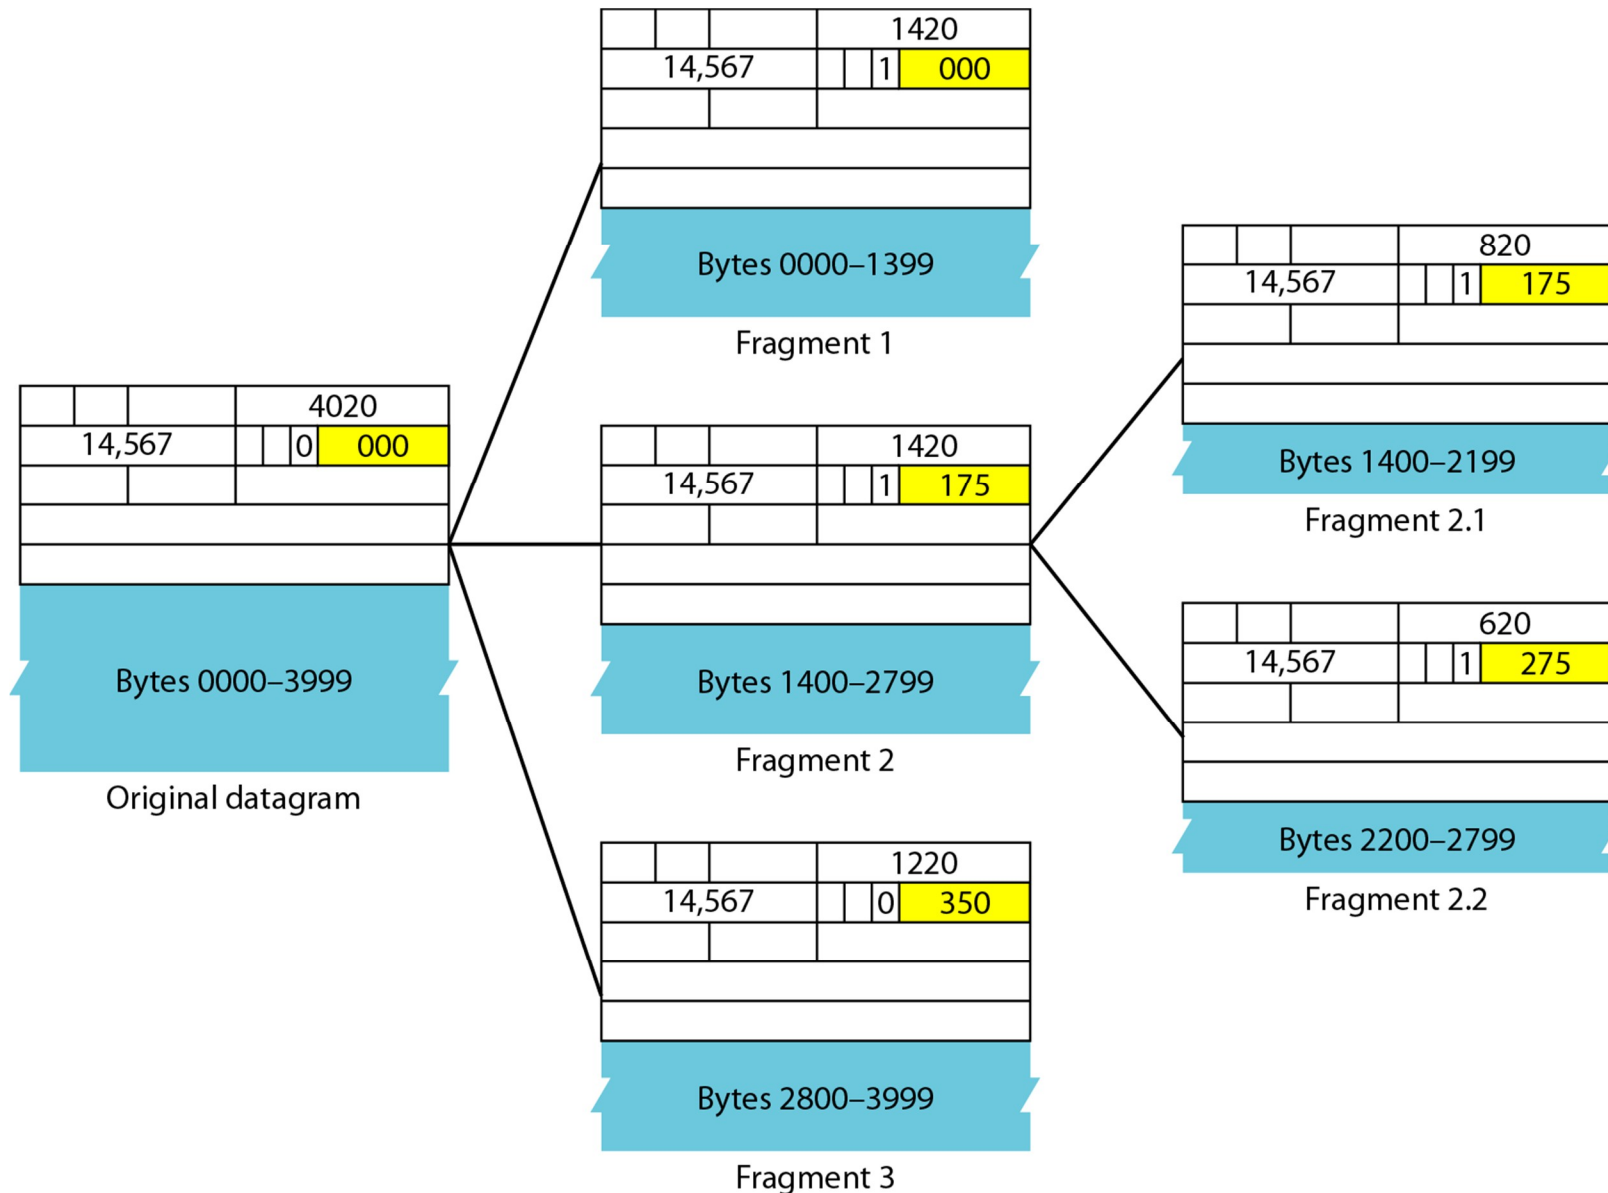 4020
14,567 0 000
Bytes 0000–3999
Original datagram
1420
14,567 1 000
Bytes 0000–1399
Fragment 1
1420
14,567 1 175
Bytes 1400–2799
Fragment 2
1220
14,567 0 350
Bytes 2800–3999
Fragment 3
820
14,567 1 175
Bytes 1400–2199
Fragment 2.1
620
14,567 1 275
Bytes 2200–2799
Fragment 2.2